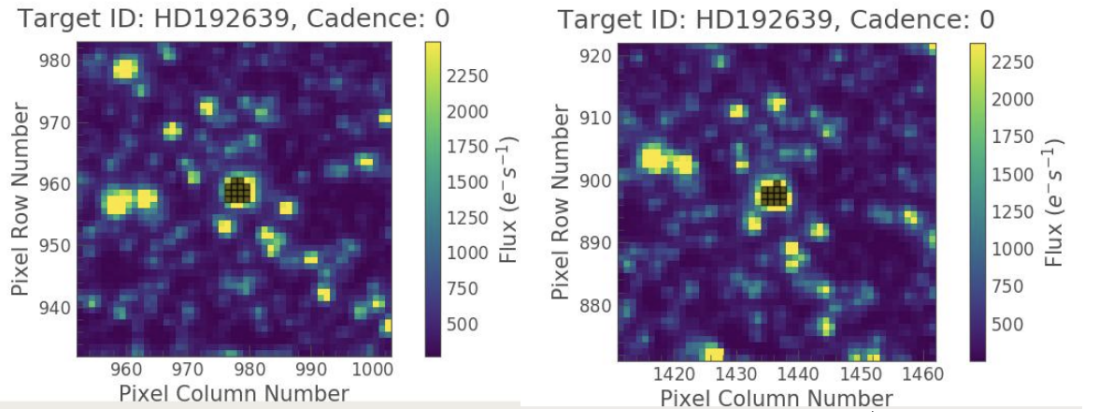 Target ID: HD192639, Cadence: 0
980
970
960
950
940
960 970 980 990 1000
Pixel Column Number
Pixel Row Number
2250
2000
1750
1500
1250
1000
750
500
Flux (e⁻ s⁻¹)
Target ID: HD192639, Cadence: 0
920
910
900
890
880
1420 1430 1440 1450 1460
Pixel Column Number
Pixel Row Number
2250
2000
1750
1500
1250
1000
750
500
Flux (e⁻ s⁻¹)